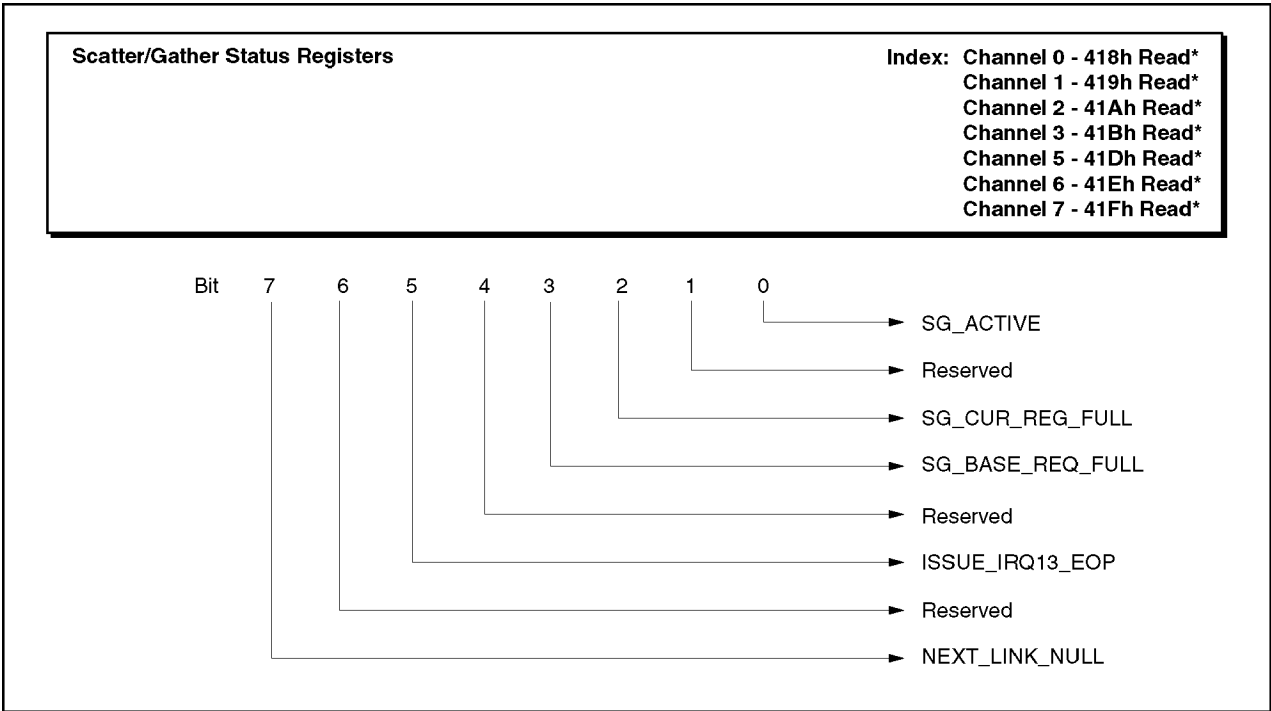 Scatter/Gather Status Registers
Index: Channel 0 - 418h Read*
Channel 1 - 419h Read*
Channel 2 - 41Ah Read*
Channel 3 - 41Bh Read*
Channel 5 - 41Dh Read*
Channel 6 - 41Eh Read*
Channel 7 - 41Fh Read*
Bit 7 6 5 4 3 2 1 0
SG_ACTIVE
Reserved
SG_CUR_REG_FULL
SG_BASE_REQ_FULL
Reserved
ISSUE_IRQ13_EOP
Reserved
NEXT_LINK_NULL